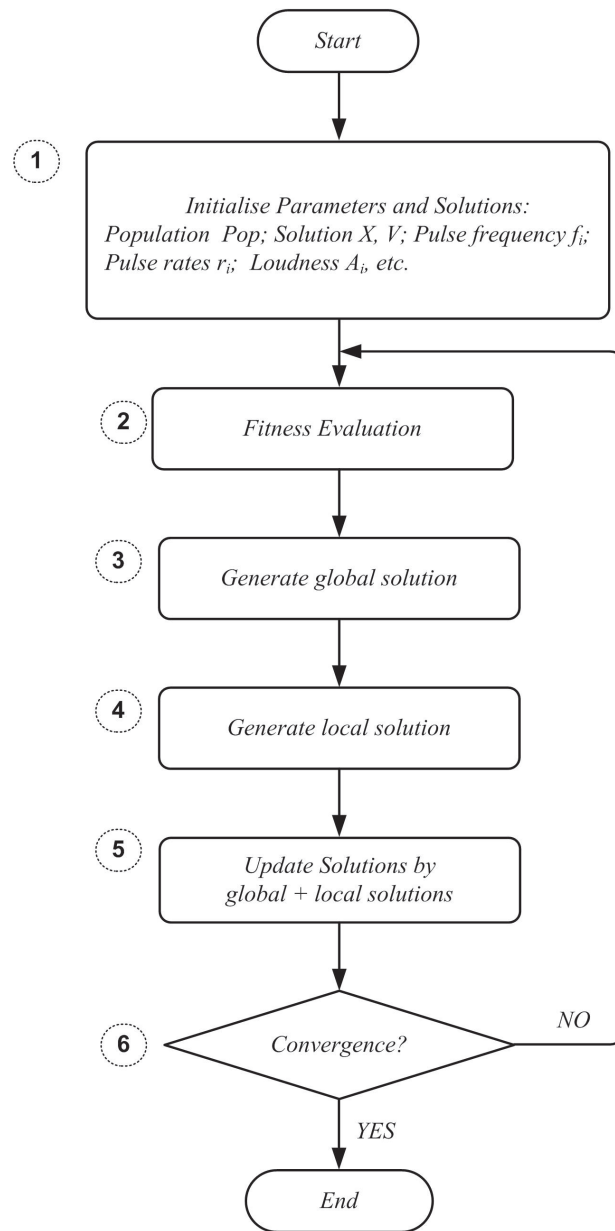 Start
1
Initialise Parameters and Solutions:
Population Pop; Solution X, V; Pulse frequency fi;
Pulse rates ri; Loudness Ai, etc.
2
Fitness Evaluation
3
Generate global solution
4
Generate local solution
5
Update Solutions by
global + local solutions
6
Convergence?
NO
YES
End